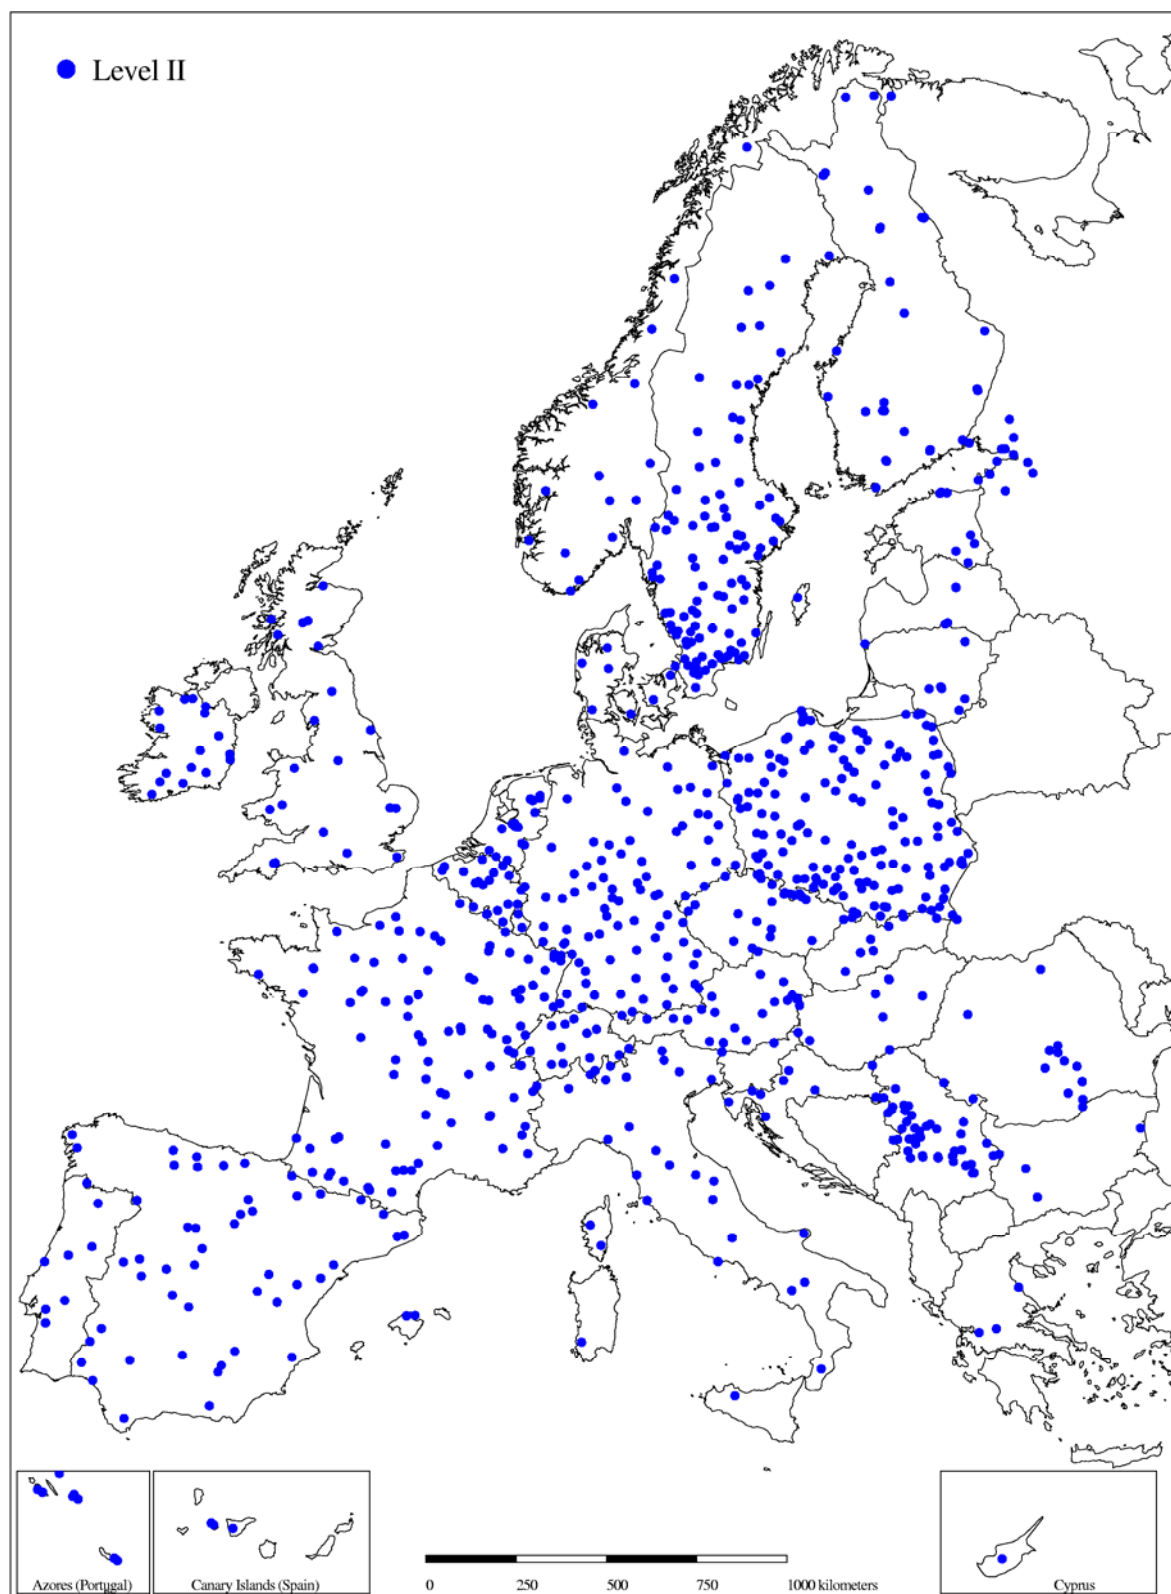 Level II
Azores (Portugal)
Canary Islands (Spain)
0
250
500
750
1000 kilometers
Cyprus